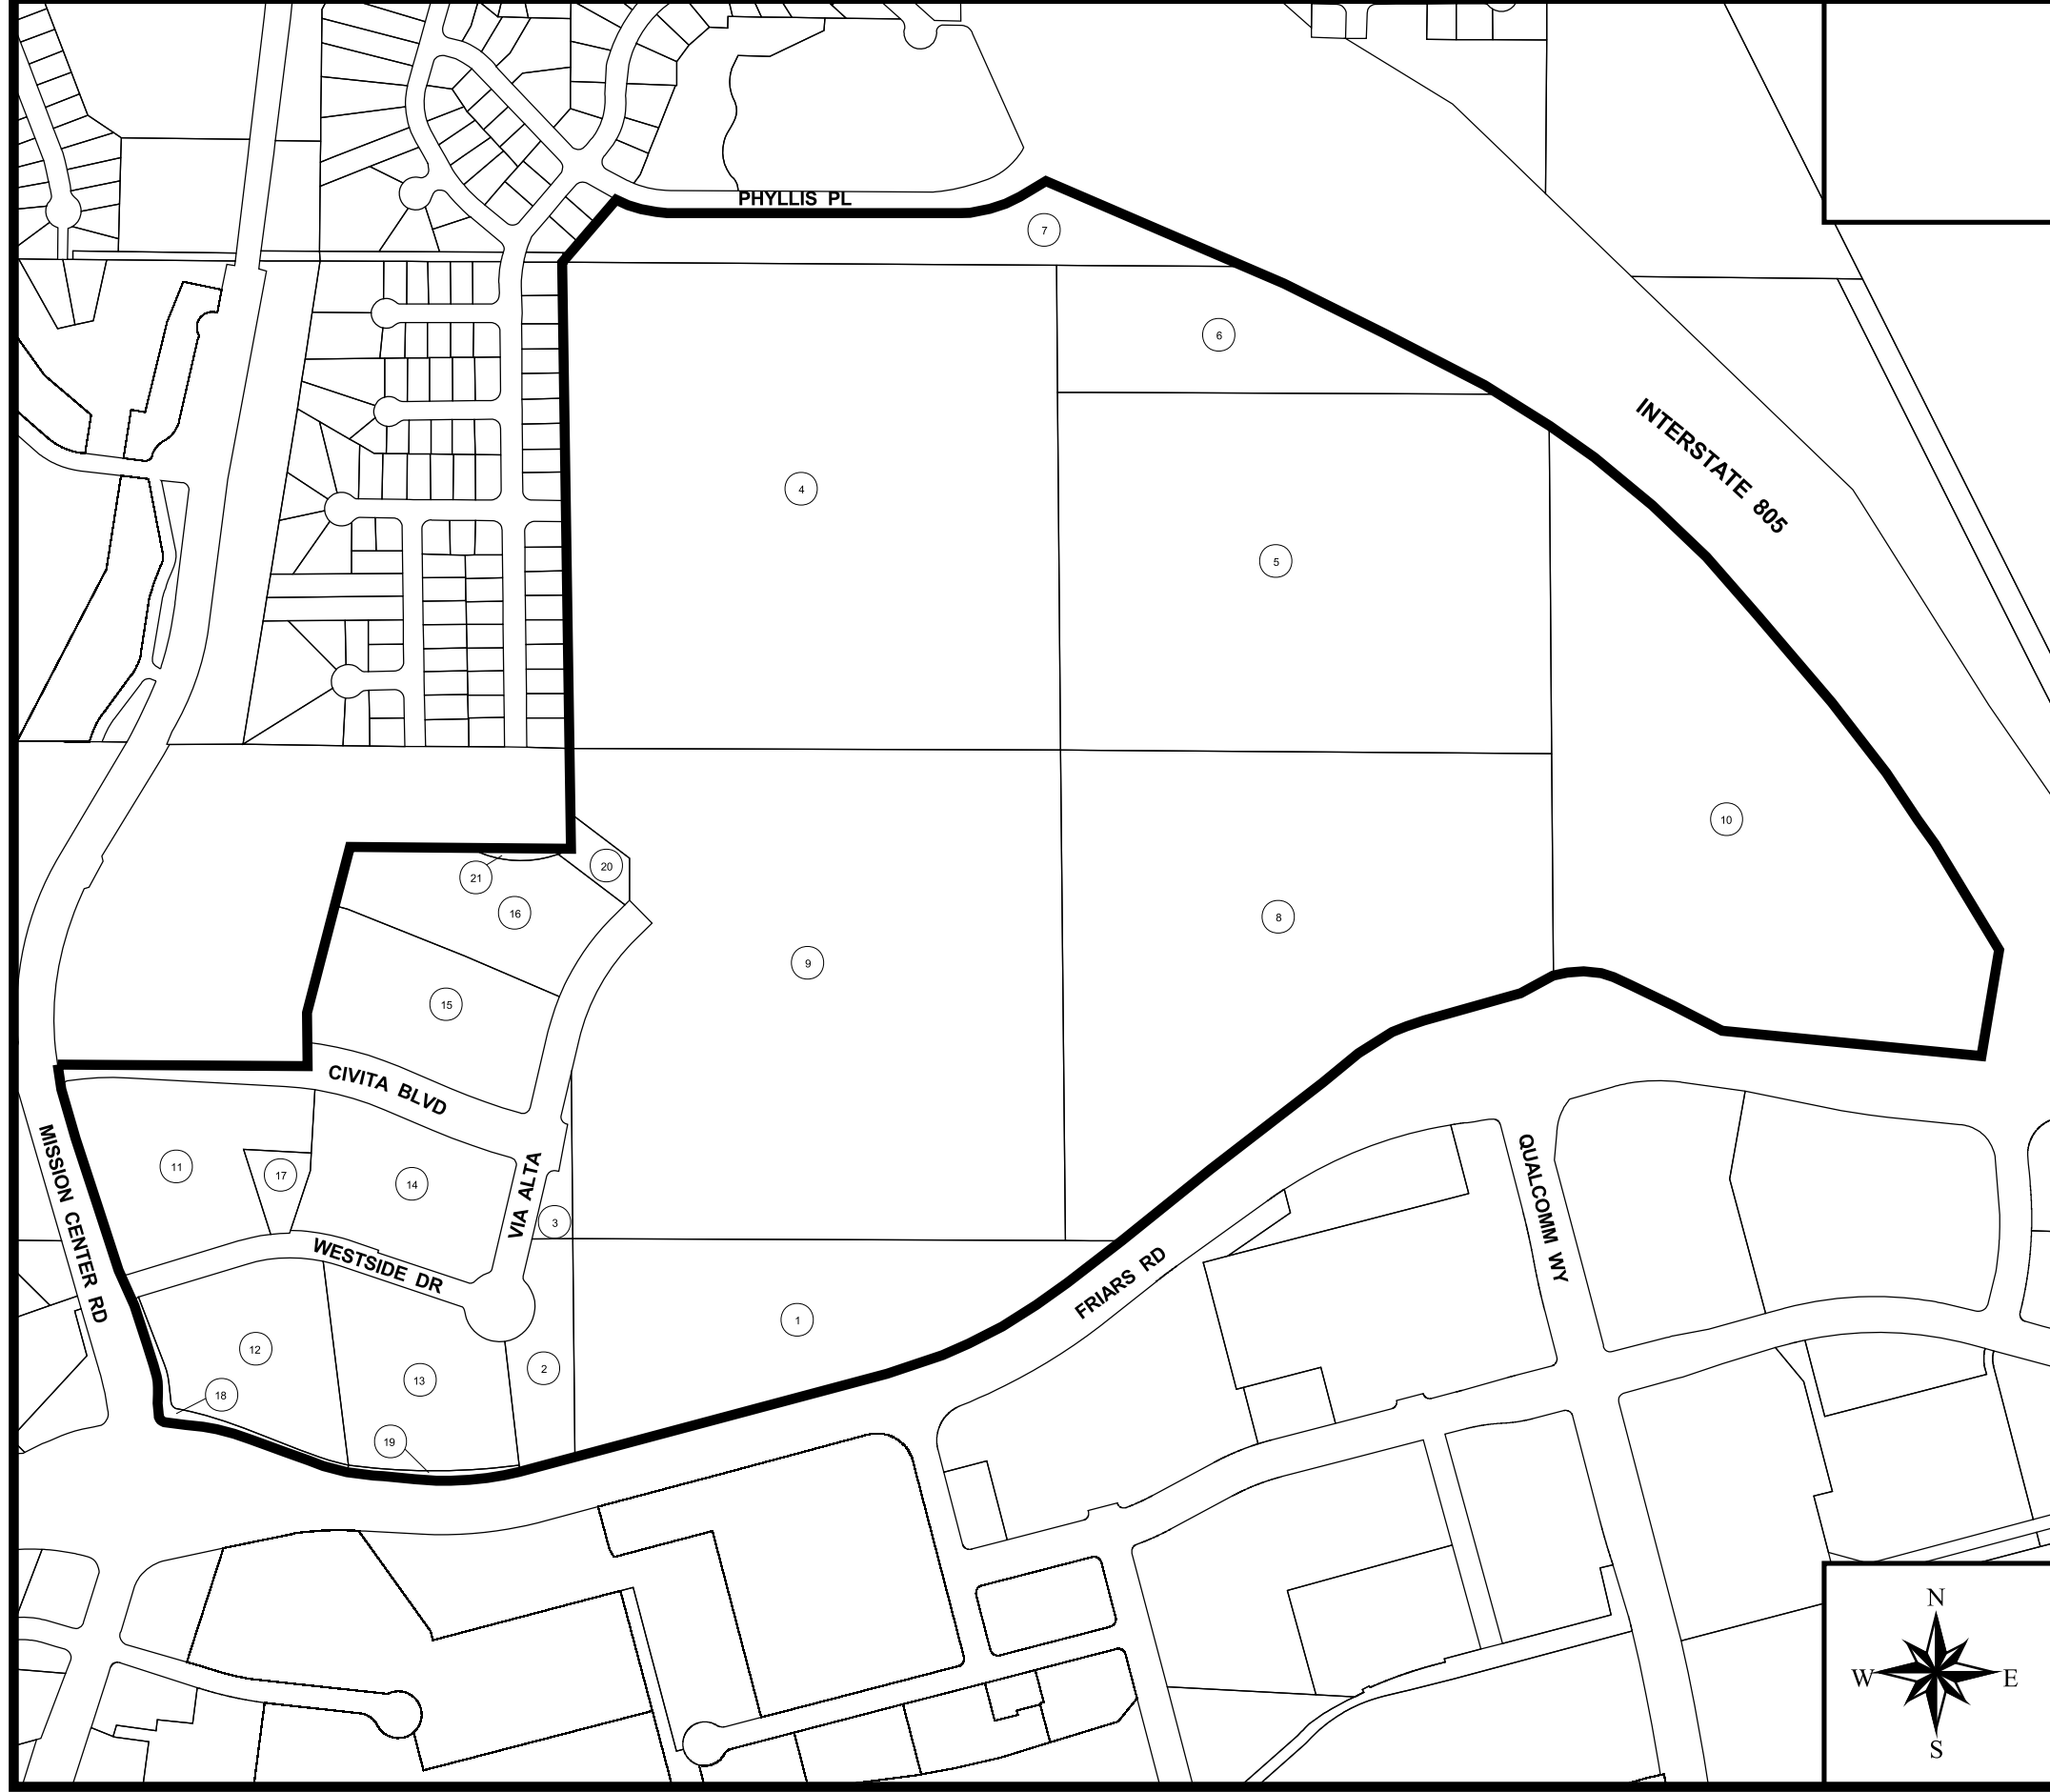 PHYLLIS PL
7
6
INTERSTATE 805
4
5
10
20
21
16
9
8
15
CIVITA BLVD
MISSION CENTER RD
11
17
14
VIA ALTA
QUALCOMM WY
3
WESTSIDE DR
FRIARS RD
1
12
2
13
18
19
N
W
E
S